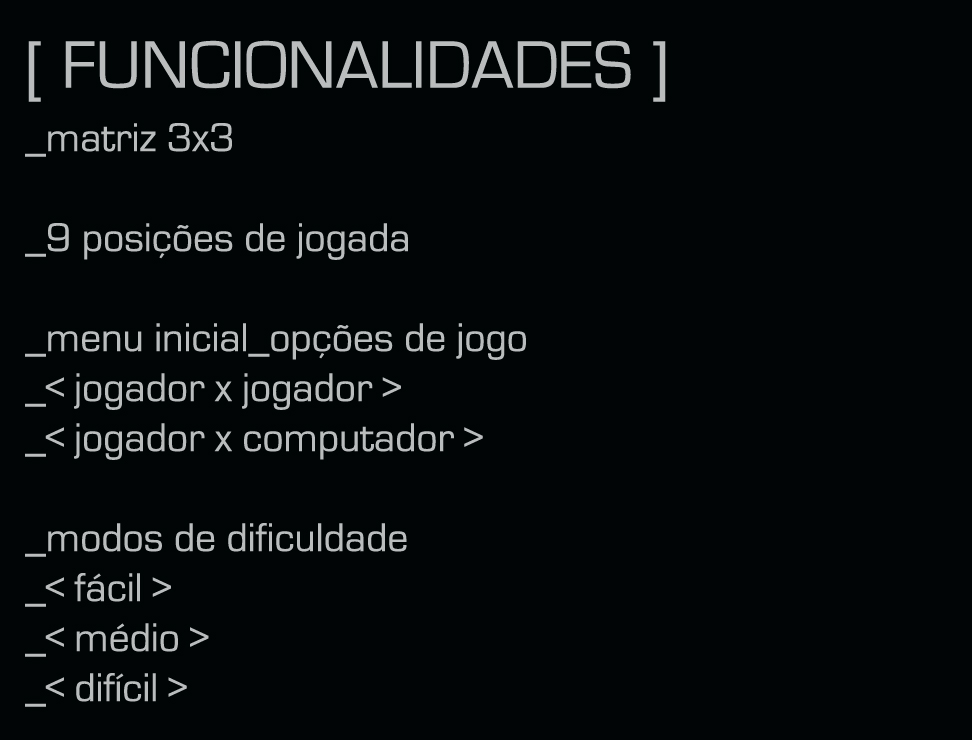 [ FUNCIONALIDADES ]
_matriz 3x3
_9 posições de jogada
_menu inicial_opções de jogo
_< jogador x jogador >
_< jogador x computador >
_modos de dificuldade
_< fácil >
_< médio >
_< difícil >